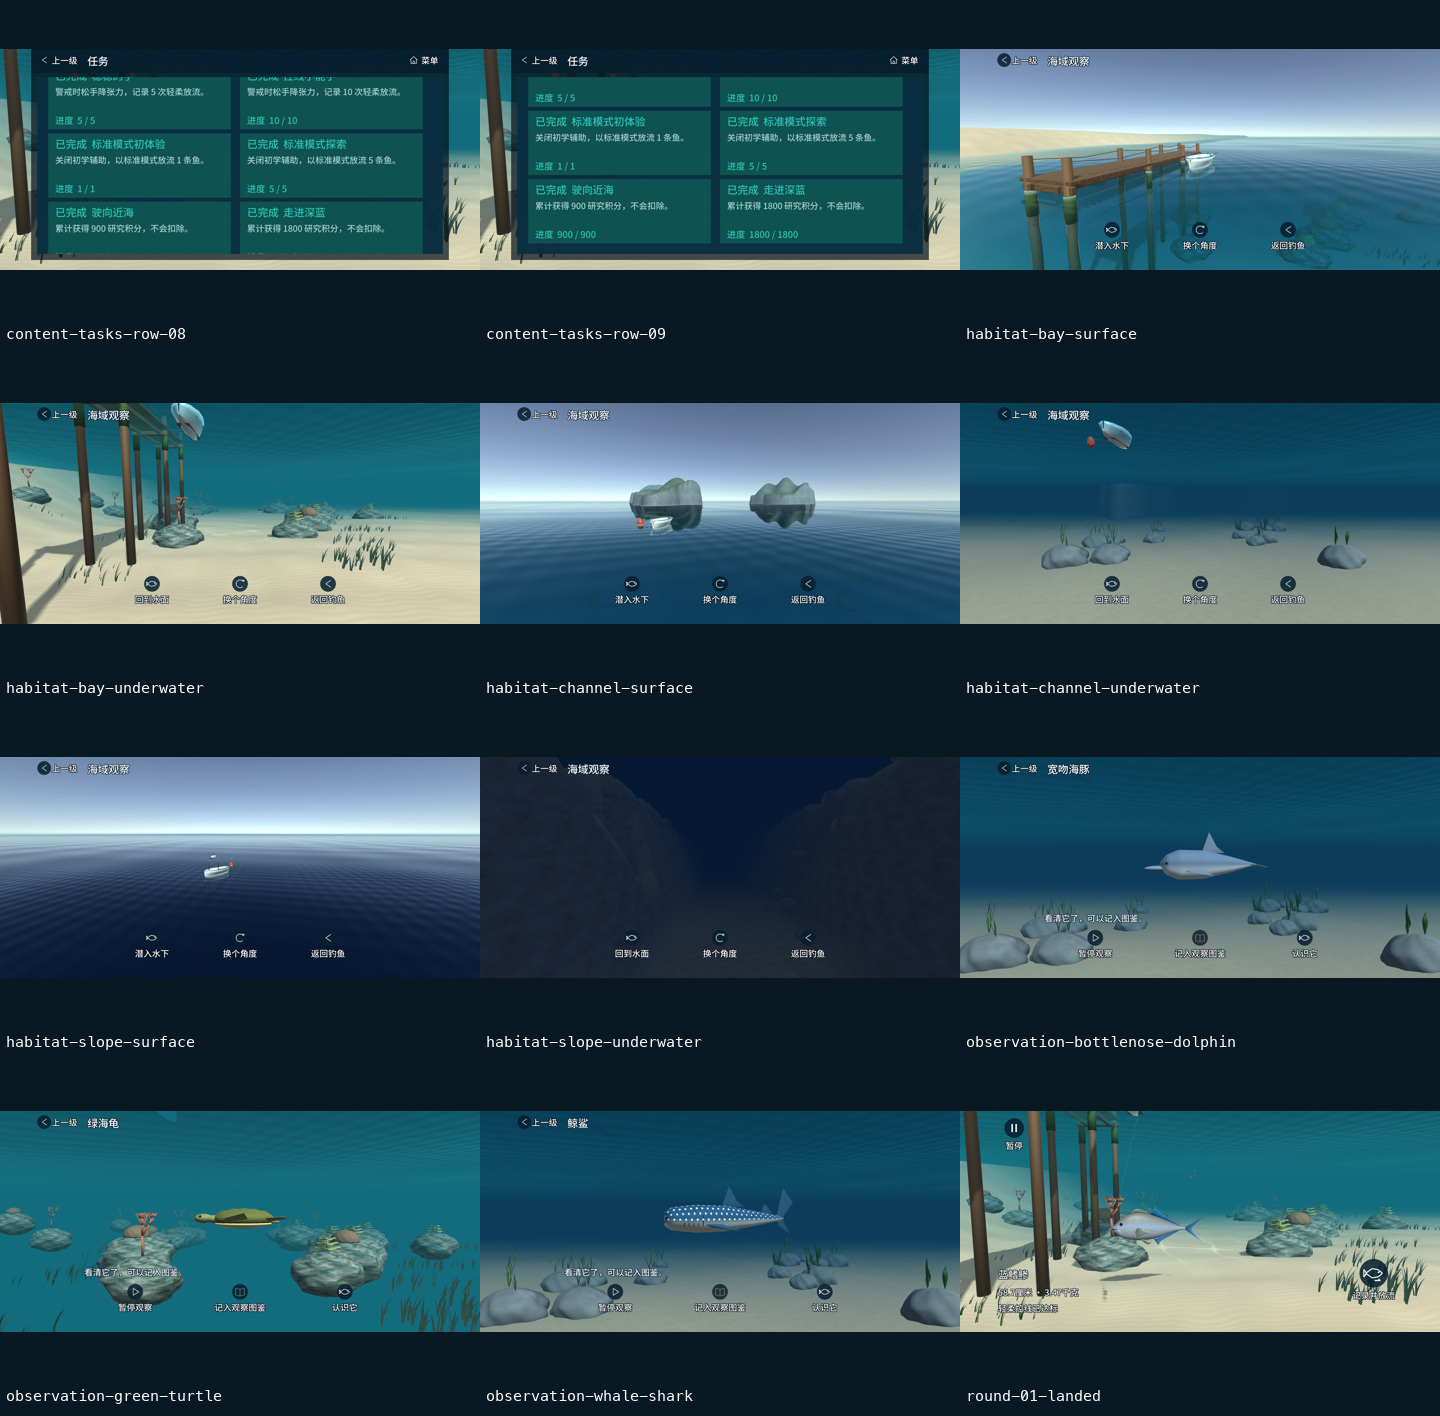 上一级 任务 菜单
警戒时松手降张力，记录 5 次轻柔放流。
警戒时松手降张力，记录 10 次轻柔放流。
进度 5 / 5
进度 10 / 10
已完成 标准模式初体验
已完成 标准模式探索
关闭初学辅助，以标准模式放流 1 条鱼。
关闭初学辅助，以标准模式放流 5 条鱼。
进度 1 / 1
进度 5 / 5
已完成 驶向近海
已完成 走进深蓝
累计获得 900 研究积分，不会扣除。
累计获得 1800 研究积分，不会扣除。
content-tasks-row-08
上一级 任务 菜单
进度 5 / 5
进度 10 / 10
已完成 标准模式初体验
已完成 标准模式探索
关闭初学辅助，以标准模式放流 1 条鱼。
关闭初学辅助，以标准模式放流 5 条鱼。
进度 1 / 1
进度 5 / 5
已完成 驶向近海
已完成 走进深蓝
累计获得 900 研究积分，不会扣除。
累计获得 1800 研究积分，不会扣除。
进度 900 / 900
进度 1800 / 1800
content-tasks-row-09
上一级 海域观察
潜入水下 换个角度 返回钓鱼
habitat-bay-surface
上一级 海域观察
回到水面 换个角度 返回钓鱼
habitat-bay-underwater
上一级 海域观察
潜入水下 换个角度 返回钓鱼
habitat-channel-surface
上一级 海域观察
回到水面 换个角度 返回钓鱼
habitat-channel-underwater
上一级 海域观察
潜入水下 换个角度 返回钓鱼
habitat-slope-surface
上一级 海域观察
回到水面 换个角度 返回钓鱼
habitat-slope-underwater
上一级 宽吻海豚
看清它了，可以记入图鉴。
暂停观察 记入观察图鉴 认识它
observation-bottlenose-dolphin
上一级 绿海龟
看清它了，可以记入图鉴。
暂停观察 记入观察图鉴 认识它
observation-green-turtle
上一级 鲸鲨
看清它了，可以记入图鉴。
暂停观察 记入观察图鉴 认识它
observation-whale-shark
暂停
记录并放流
round-01-landed